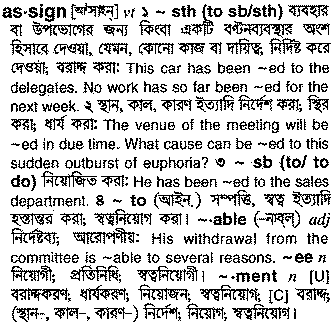 as·sign [অ্যাসাইন্] vt ১ ~ sth (to sb/sth) ব্যবহার
বা উপভোগের জন্য কিংবা একটি বণ্টনব্যবস্থার অংশ
হিসাবে দেওয়া, যেমন, কোনো কাজ বা দায়িত্ব, নির্দিষ্ট করে
দেওয়া; বরাদ্দ করা: This car has been ~ed to the
delegates. No work has so far been ~ed for the
next week. ২ স্থান, কাল, কারণ ইত্যাদি নির্দেশ করা; স্থির
করা; ধার্য করা: The venue of the meeting will be
~ed in due time. What cause can be ~ed to this
sudden outburst of euphoria? ৩ ~ sb (to/ to
do) নিয়োজিত করা: He has been ~ed to the sales
department. ৪ ~ to (আইন.) সম্পত্তি, স্বত্ব ইত্যাদি
হস্তান্তর করা; স্বত্বনিয়োগ করা। ~·able (–নাব্‌ল্) adj
নির্দেষ্টব্য; আরোপণীয়: His withdrawal from the
committee is ~able to several reasons. ~ee n
নিয়োগী; প্রতিনিধি; স্বত্বনিয়োগী। ~·ment n [U]
বরাদ্দকরণ; ধার্যকরণ; নিয়োজন; স্বত্বনিয়োগ; [C] বরাদ্দ,
(স্থান–, কাল–, কারণ–) নির্দেশ, নিয়োগ; স্বত্বনিয়োগ।